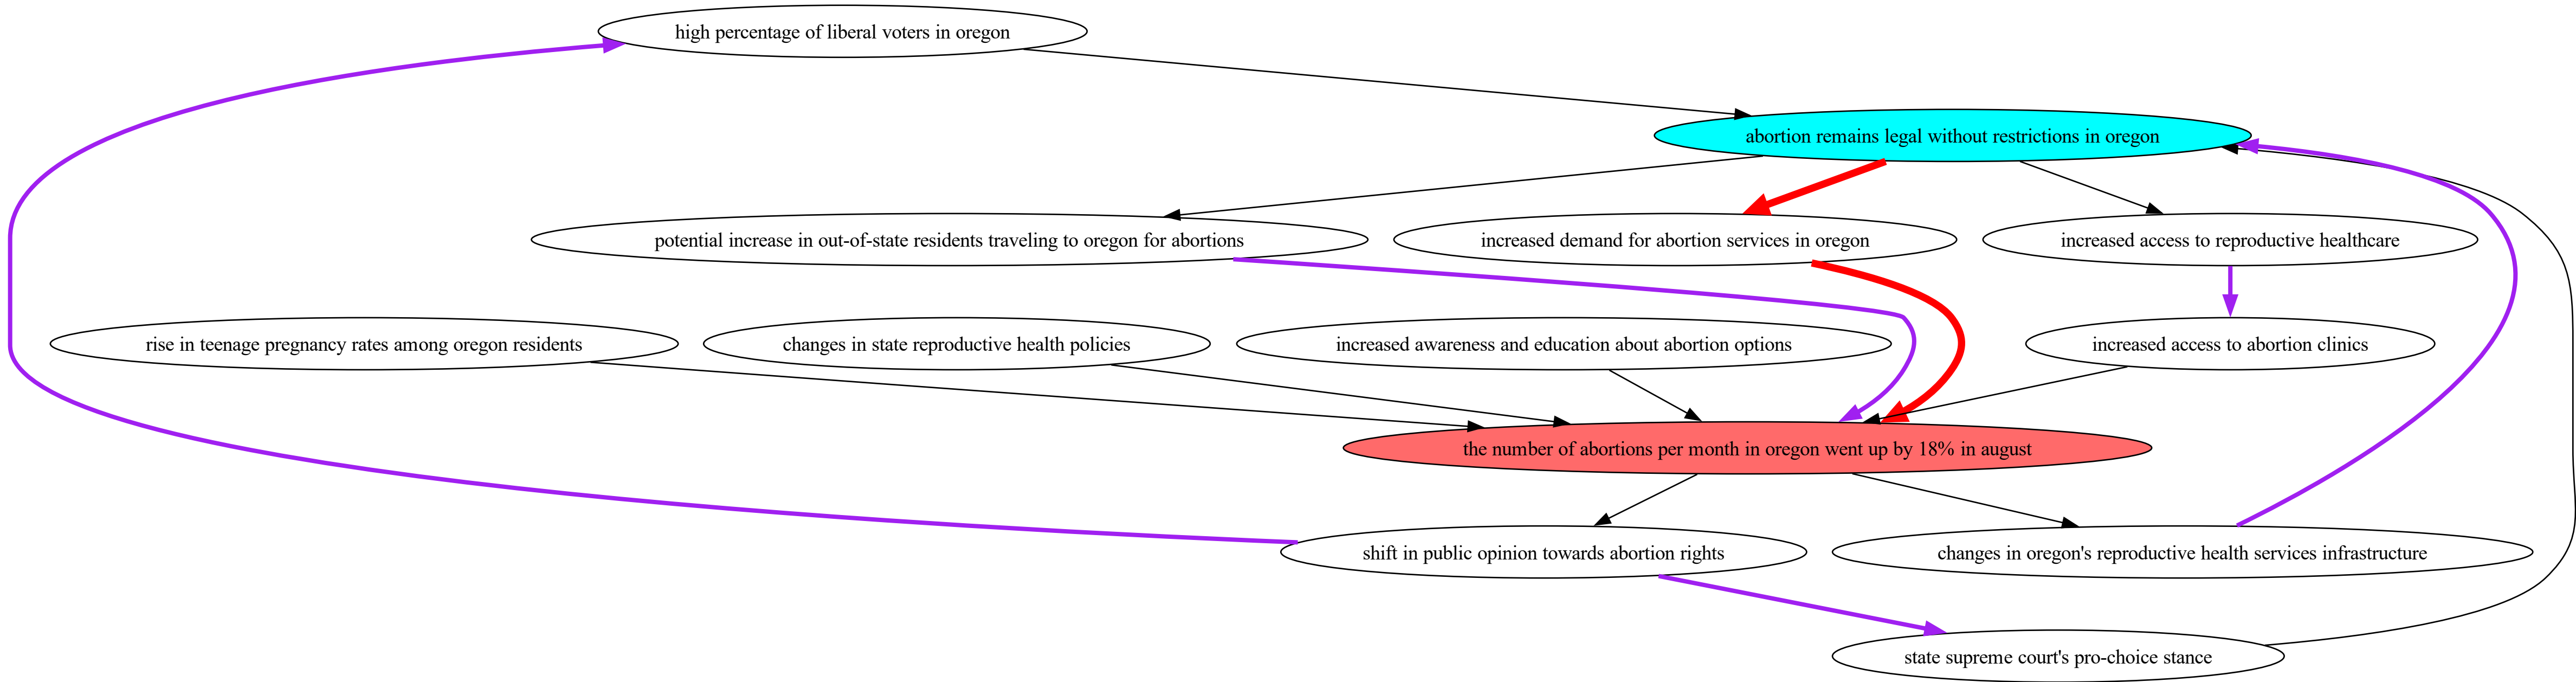 high percentage of liberal voters in oregon
abortion remains legal without restrictions in oregon
potential increase in out-of-state residents traveling to oregon for abortions
increased demand for abortion services in oregon
increased access to reproductive healthcare
rise in teenage pregnancy rates among oregon residents
changes in state reproductive health policies
increased awareness and education about abortion options
increased access to abortion clinics
the number of abortions per month in oregon went up by 18% in august
shift in public opinion towards abortion rights
changes in oregon's reproductive health services infrastructure
state supreme court's pro-choice stance